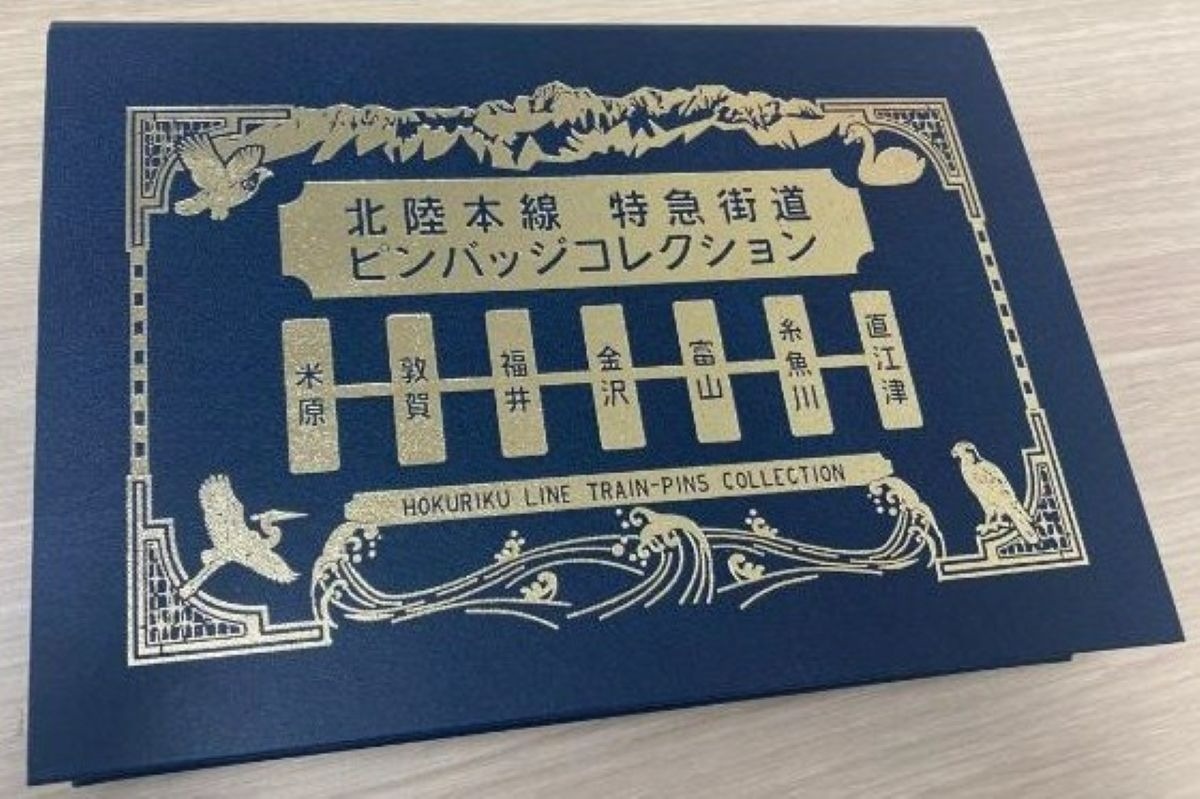 北陸本線 特急街道
ピンバッジコレクション
米原
敦賀
福井
金沢
富山
糸魚川
直江津
HOKURIKU LINE TRAIN-PINS COLLECTION